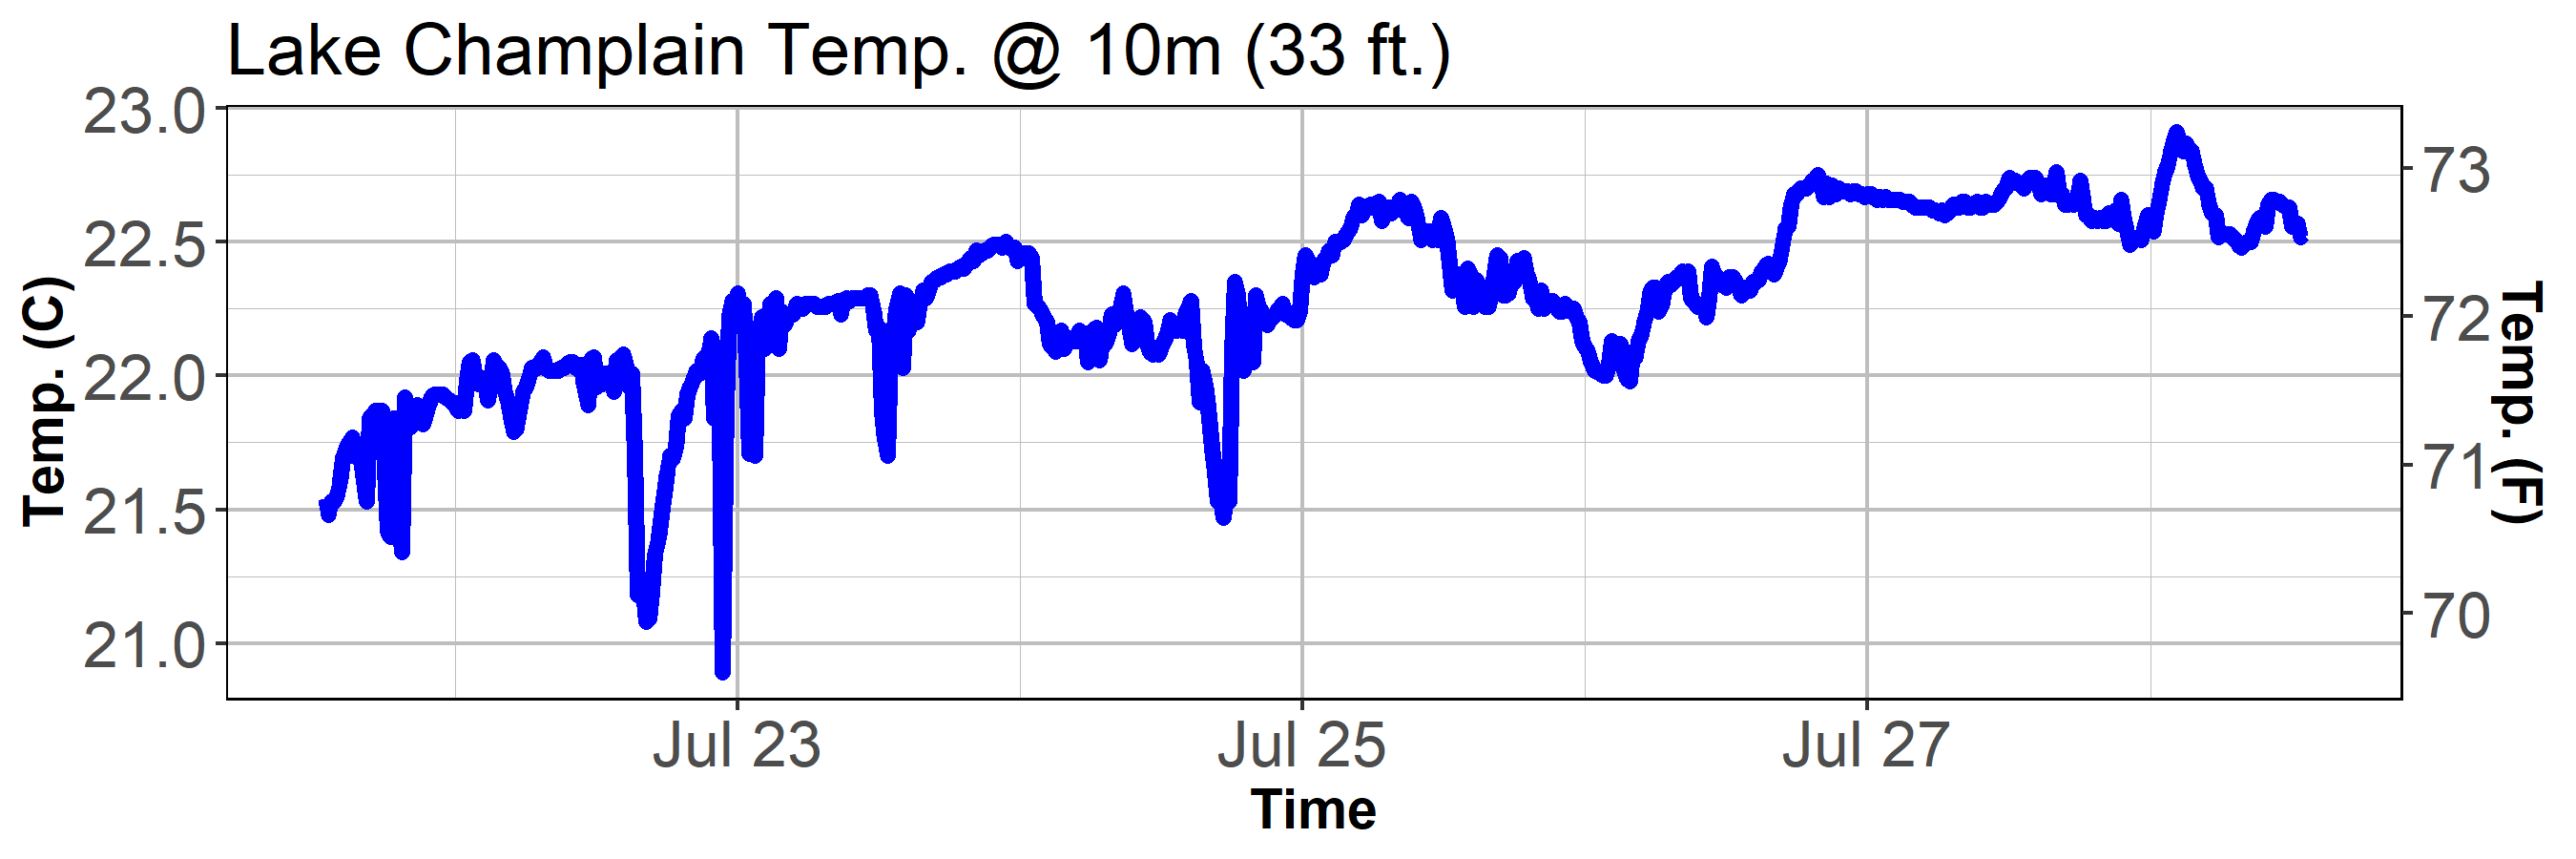 Lake Champlain Temp. @ 10m (33 ft.)
Temp. (C)
23.0
22.5
22.0
21.5
21.0
73
72
71
70
Temp. (F)
Jul 23 Jul 25 Jul 27
Time